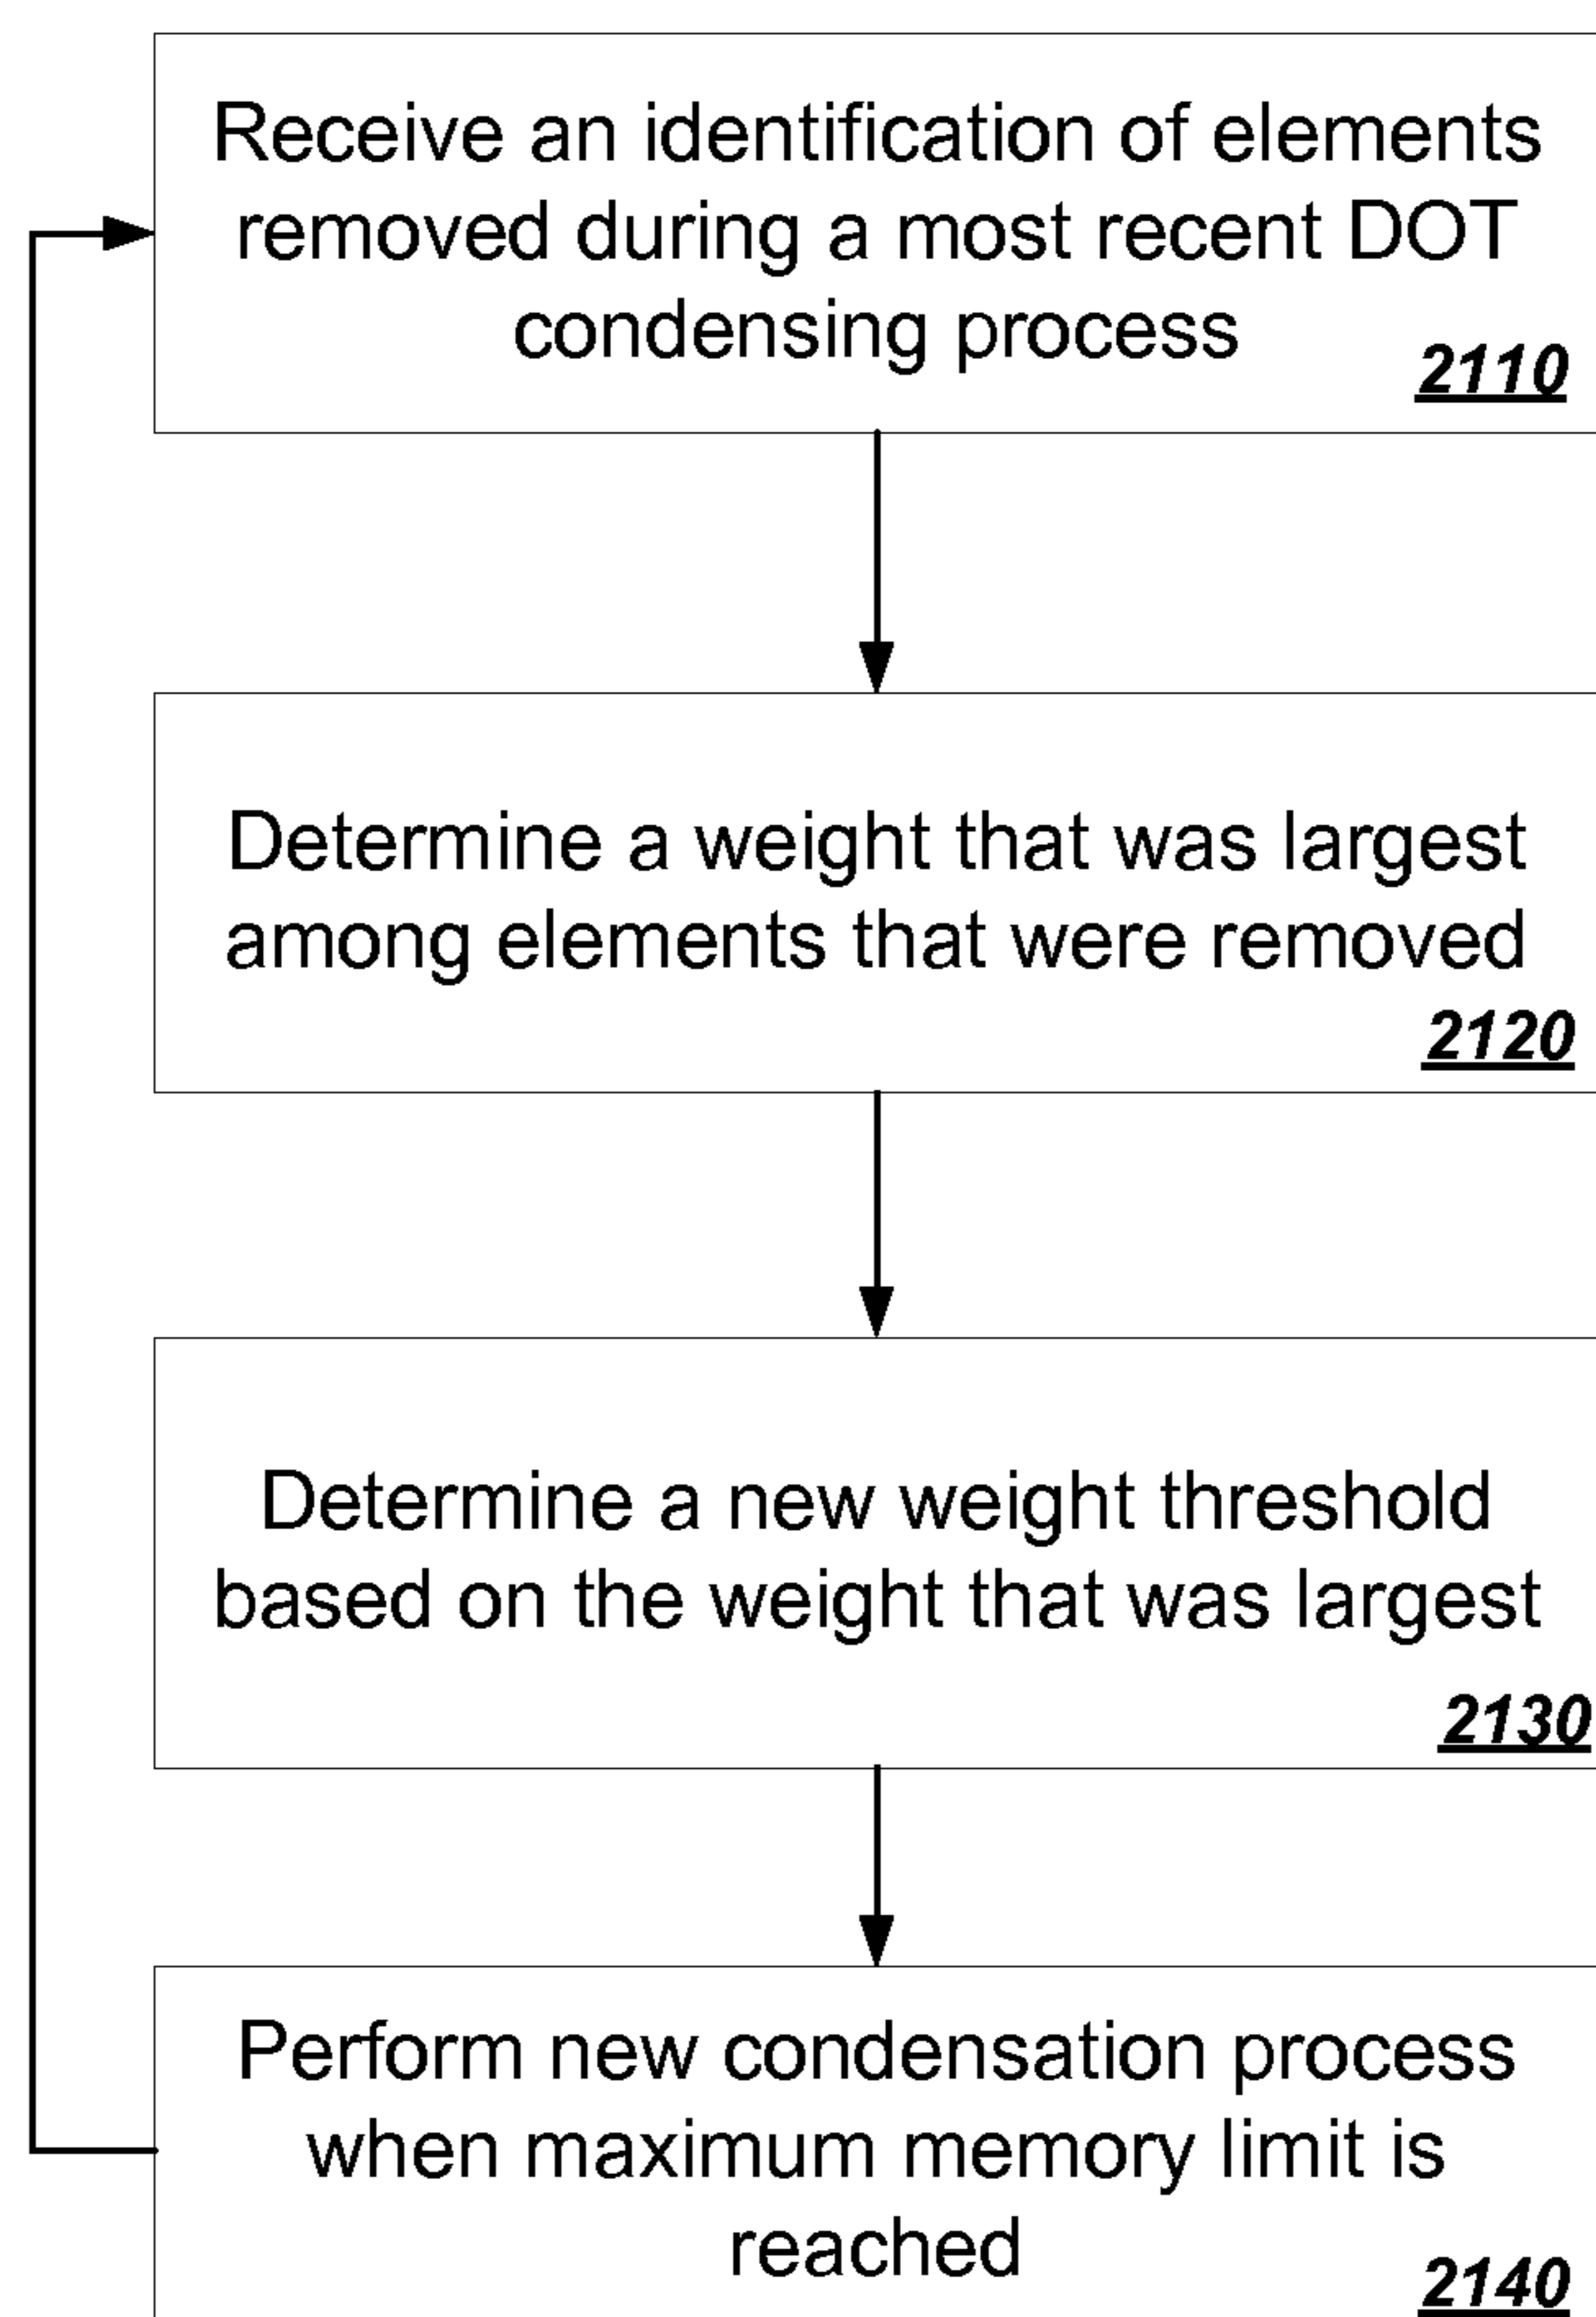 Receive an identification of elements
removed during a most recent DOT
condensing process
2110
Determine a weight that was largest
among elements that were removed
2120
Determine a new weight threshold
based on the weight that was largest
2130
Perform new condensation process
when maximum memory limit is
reached
2140